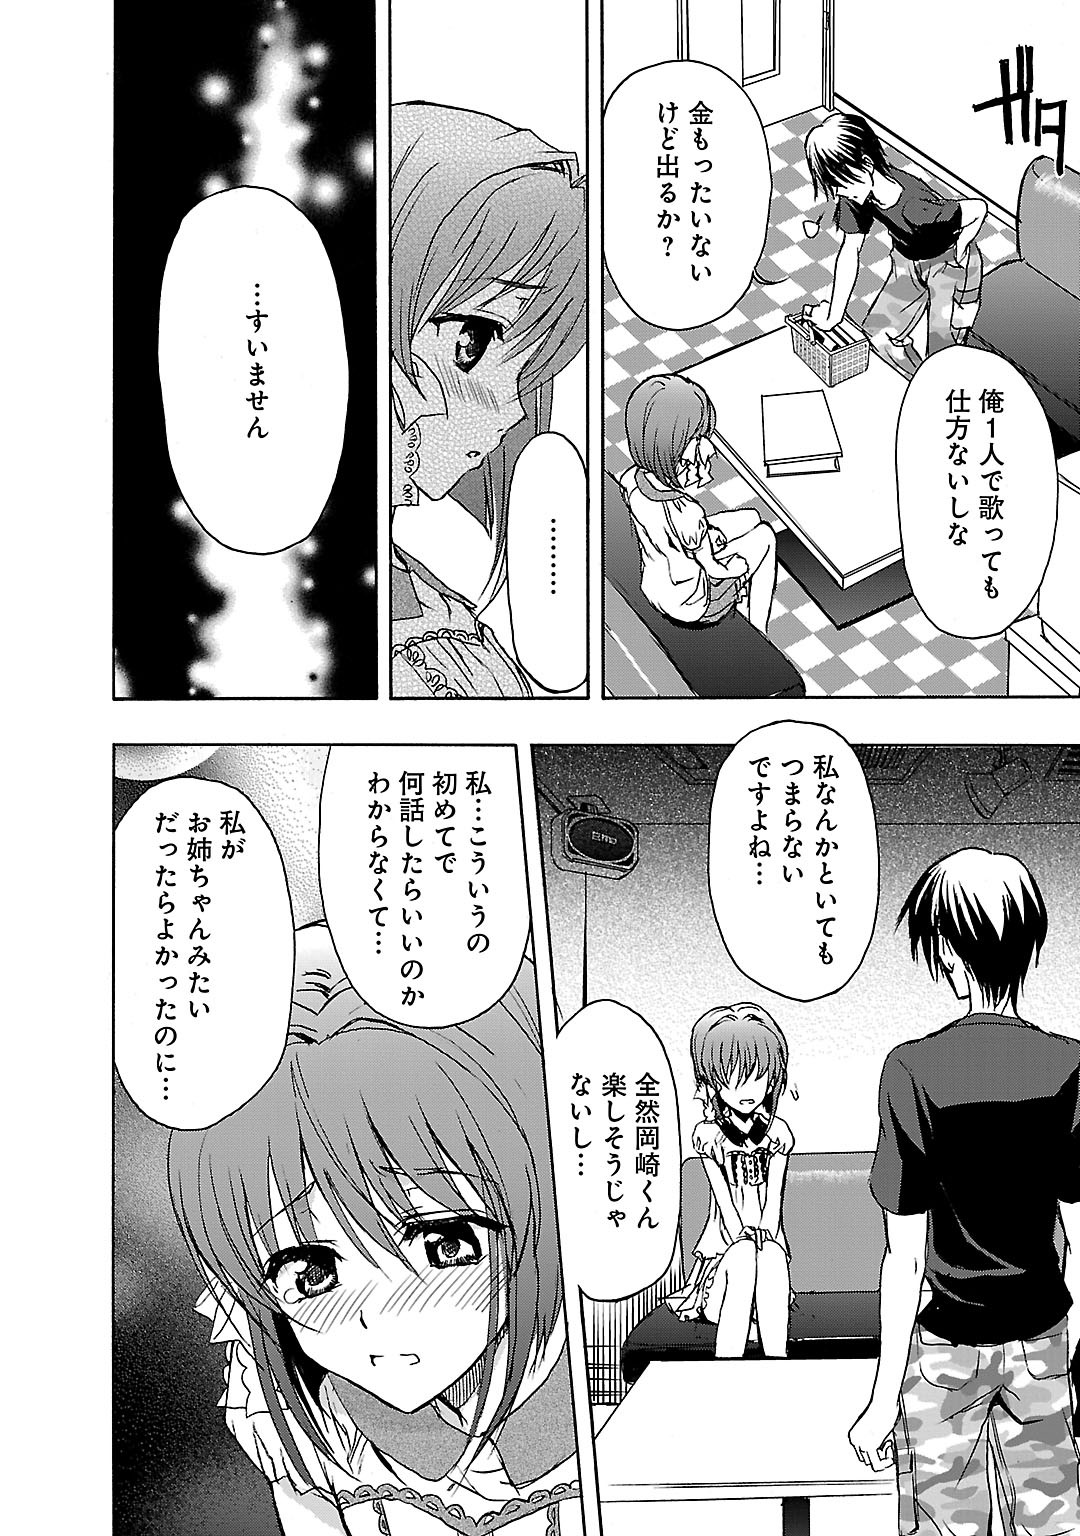 ガタ
俺1人で歌っても
仕方ないしな
金もったいない
けど出るか?
………
…すいません
私なんかといても
つまらない
ですよね…
全然岡崎くん
楽しそうじゃ
ないし…
私…こういうの
初めてで
何話したらいいのか
わからなくて…
私が
お姉ちゃんみたい
だったらよかったのに…